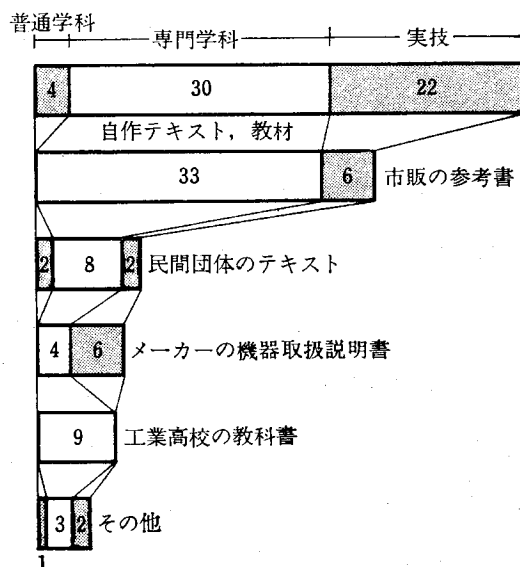 普通学科
専門学科
実技
4 30 22
自作テキスト,教材
33 6 市販の参考書
2 8 2 民間団体のテキスト
4 6 メーカーの機器取扱説明書
9 工業高校の教科書
3 2 その他
1